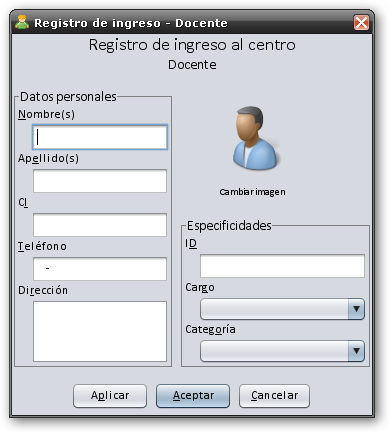 Registro de ingreso - Docente
Registro de ingreso al centro
Docente
Datos personales
Nombre(s)
Apellido(s)
CI
Teléfono
-
Dirección
Cambiar imagen
Especificidades
ID
Cargo
Categoría
Aplicar
Aceptar
Cancelar